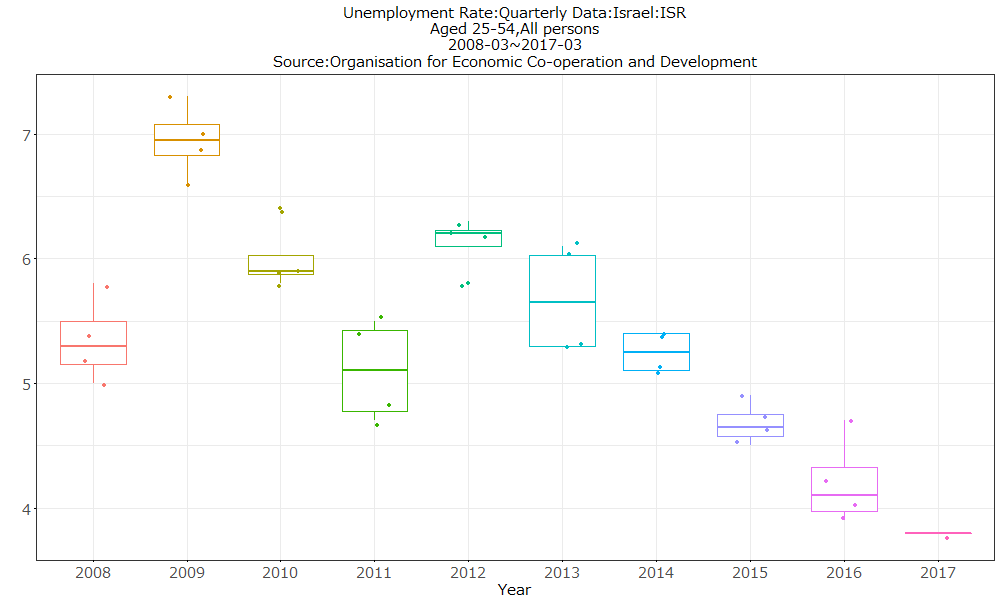 Unemployment Rate:Quarterly Data:Israel:ISR
Aged 25-54,All persons
2008-03~2017-03
Source:Organisation for Economic Co-operation and Development
7
6
5
4
2008 2009 2010 2011 2012 2013 2014 2015 2016 2017
Year